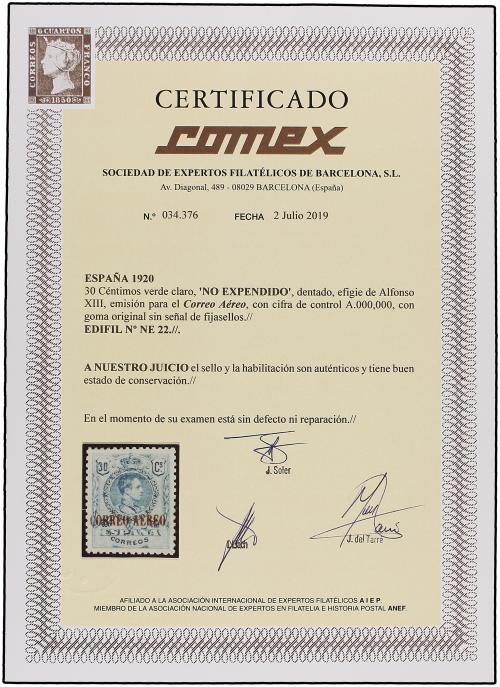 6 CUARTOS
CORREOS
FRANCO
1850
CERTIFICADO
comex
SOCIEDAD DE EXPERTOS FILATÉLICOS DE BARCELONA, S.L.
Av. Diagonal, 489 - 08029 BARCELONA (España)
N.º 034.376 FECHA 2 Julio 2019
ESPAÑA 1920
30 Céntimos verde claro, 'NO EXPENDIDO', dentado, efigie de Alfonso
XIII, emisión para el Correo Aéreo, con cifra de control A.000,000, con
goma original sin señal de fijasellos.//
EDIFIL Nº NE 22.//.
A NUESTRO JUICIO el sello y la habilitación son auténticos y tiene buen
estado de conservación.//
En el momento de su examen está sin defecto ni reparación.//
30 Cs
CORREO AEREO
CORREOS
J. Soler
J. del Tarré
AFILIADO A LA ASOCIACIÓN INTERNACIONAL DE EXPERTOS FILATÉLICOS A I E P.
MIEMBRO DE LA ASOCIACIÓN NACIONAL DE EXPERTOS EN FILATELIA E HISTORIA POSTAL ANEF.